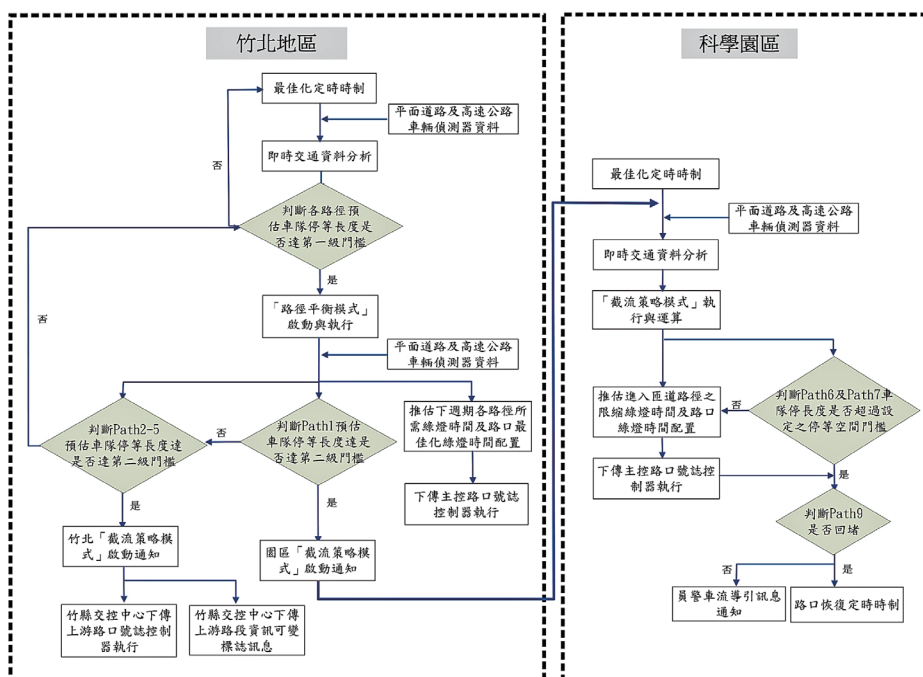 竹北地區
最佳化定時時制
平面道路及高速公路
車輛偵測器資料
即時交通資料分析
否
判斷各路徑預
估車隊停等長度是
否達第一級門檻
是
「路徑平衡模式」
啟動與執行
否
平面道路及高速公路
車輛偵測器資料
判斷Path2-5
預估車隊停等長度達
是否達第二級門檻
否
判斷Path1預估
車隊停等長度達是
否達第二級門檻
推估下週期各路徑所
需綠燈時間及路口最
佳化綠燈時間配置
下傳主控路口號誌控
制器執行
是
是
竹北「截流策略模
式」啟動通知
園區「截流策略模
式」啟動通知
竹縣交控中心下傳
上游路口號誌控制
器執行
竹縣交控中心下傳
上游路段資訊可變
標誌訊息
科學園區
最佳化定時時制
平面道路及高速公路
車輛偵測器資料
即時交通資料分析
「截流策略模式」執
行與運算
推估進入匝道路徑之
限縮綠燈時間及路口
綠燈時間配置
否
判斷Path6及Path7車
隊停長度是否超過設
定之停等空間門檻
下傳主控路口號誌控
制器執行
是
判斷Path9
是否回堵
否
是
員警車流導引訊息
通知
路口恢復定時時制